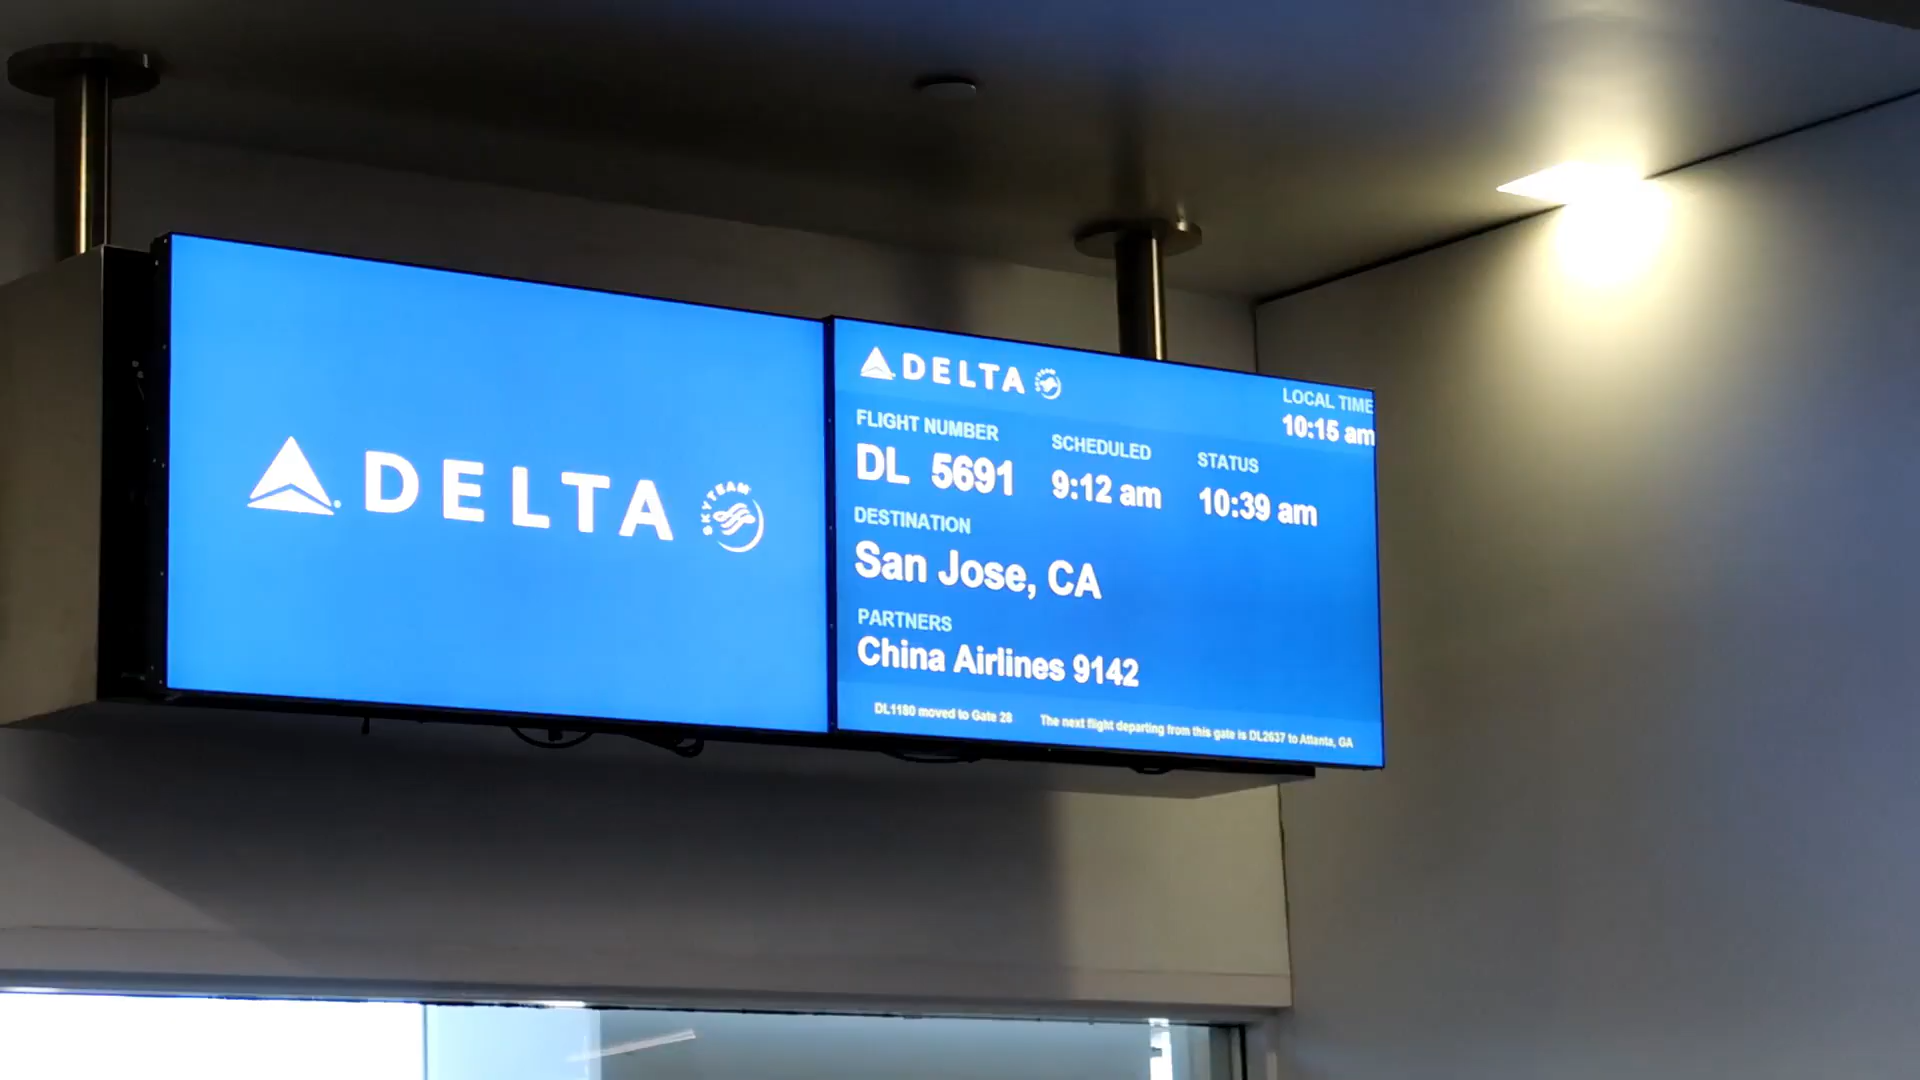 DELTA
SKYTEAM
DELTA
LOCAL TIME
10:15 am
FLIGHT NUMBER
SCHEDULED
STATUS
DL 5691
9:12 am
10:39 am
DESTINATION
San Jose, CA
PARTNERS
China Airlines 9142
DL1180 moved to Gate 28 The next flight departing from this gate is DL2637 to Atlanta, GA